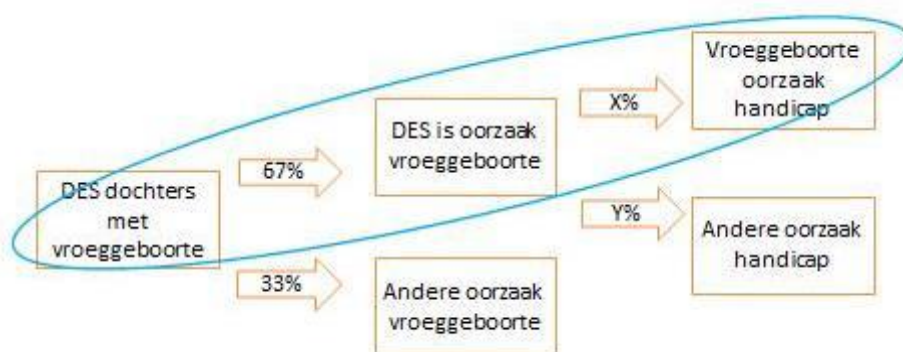 DES dochters
met
vroeggeboorte
67%
33%
DES is oorzaak
vroeggeboorte
Andere oorzaak
vroeggeboorte
X%
Y%
Vroeggeboorte
oorzaak
handicap
Andere oorzaak
handicap